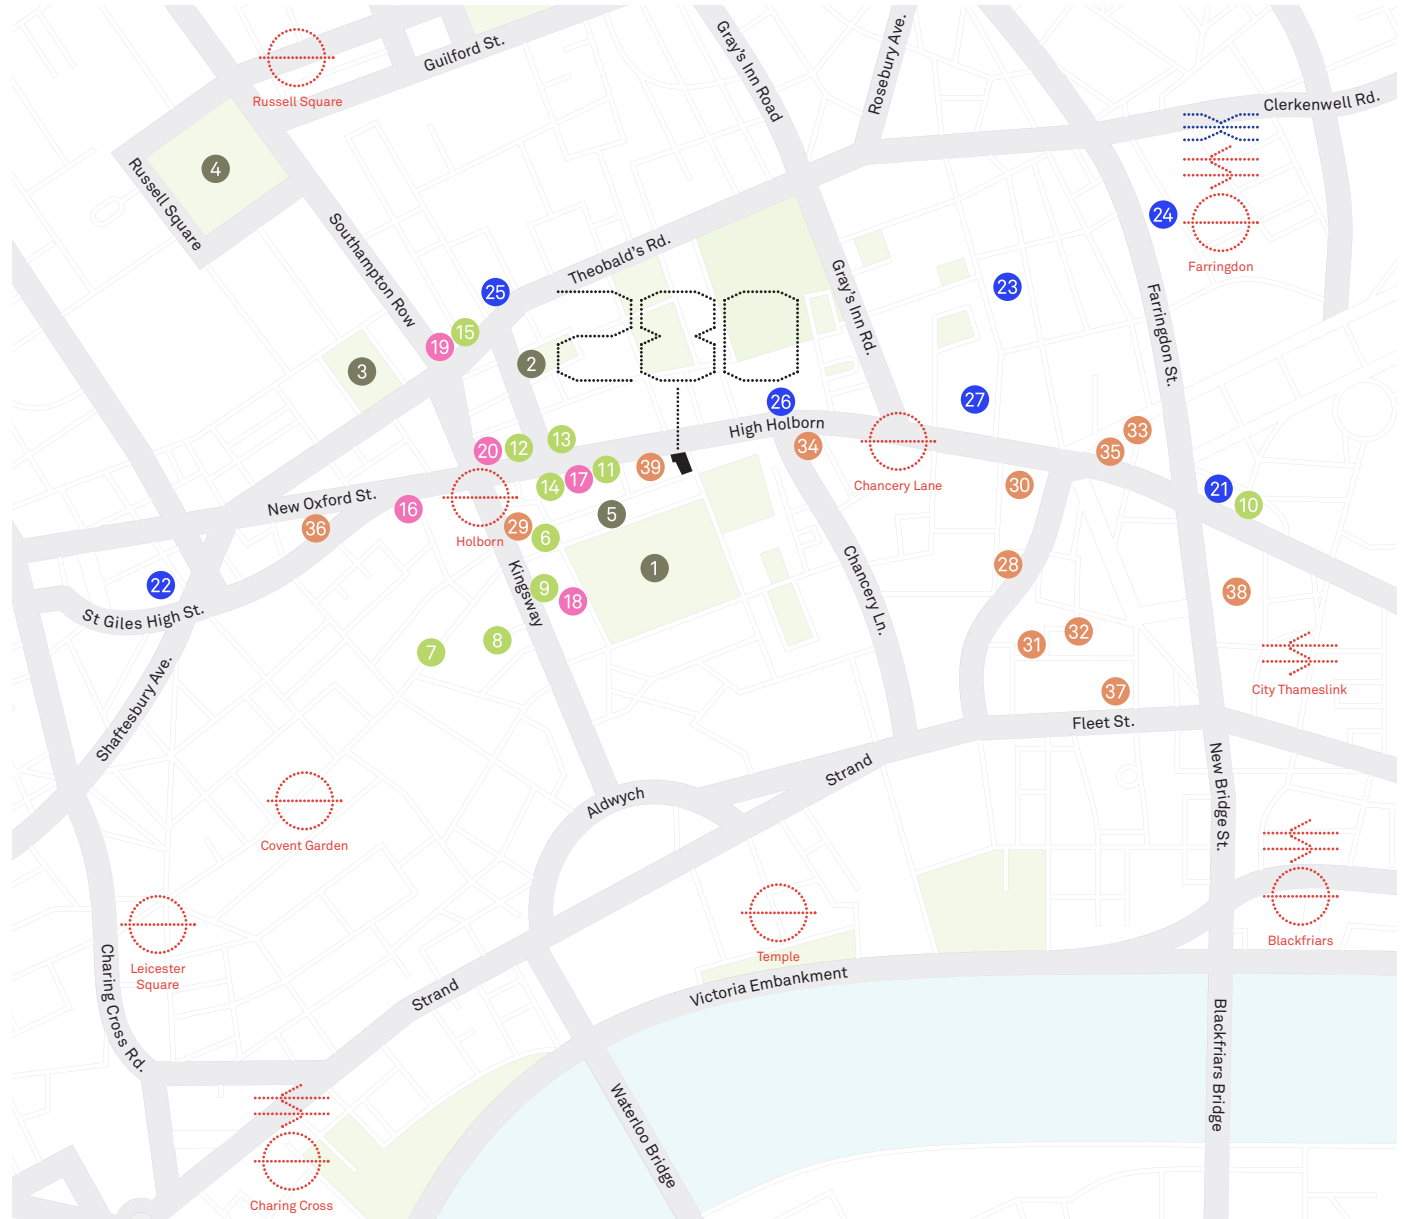 Guilford St.
Gray's Inn Road
Rosebury Ave.
Clerkenwell Rd.
Russell Square
4
Russell Square
Southampton Row
24
Farringdon
Theobald's Rd.
25
23
Gray's Inn Rd.
Farringdon St.
230
15
19
3
2
26
27
High Holborn
33
13
12
20
34
35
Chancery Lane
39
11
17
14
30
21
10
New Oxford St.
16
36
Holborn
29
6
5
1
28
Chancery Ln.
Kingsway
22
9
18
38
St Giles High St.
7
8
31
32
City Thameslink
37
Fleet St.
Shaftesbury Ave.
New Bridge St.
Strand
Aldwych
Covent Garden
Leicester
Square
Temple
Blackfriars
Charing Cross Rd.
Strand
Victoria Embankment
Blackfriars Bridge
Waterloo Bridge
Charing Cross